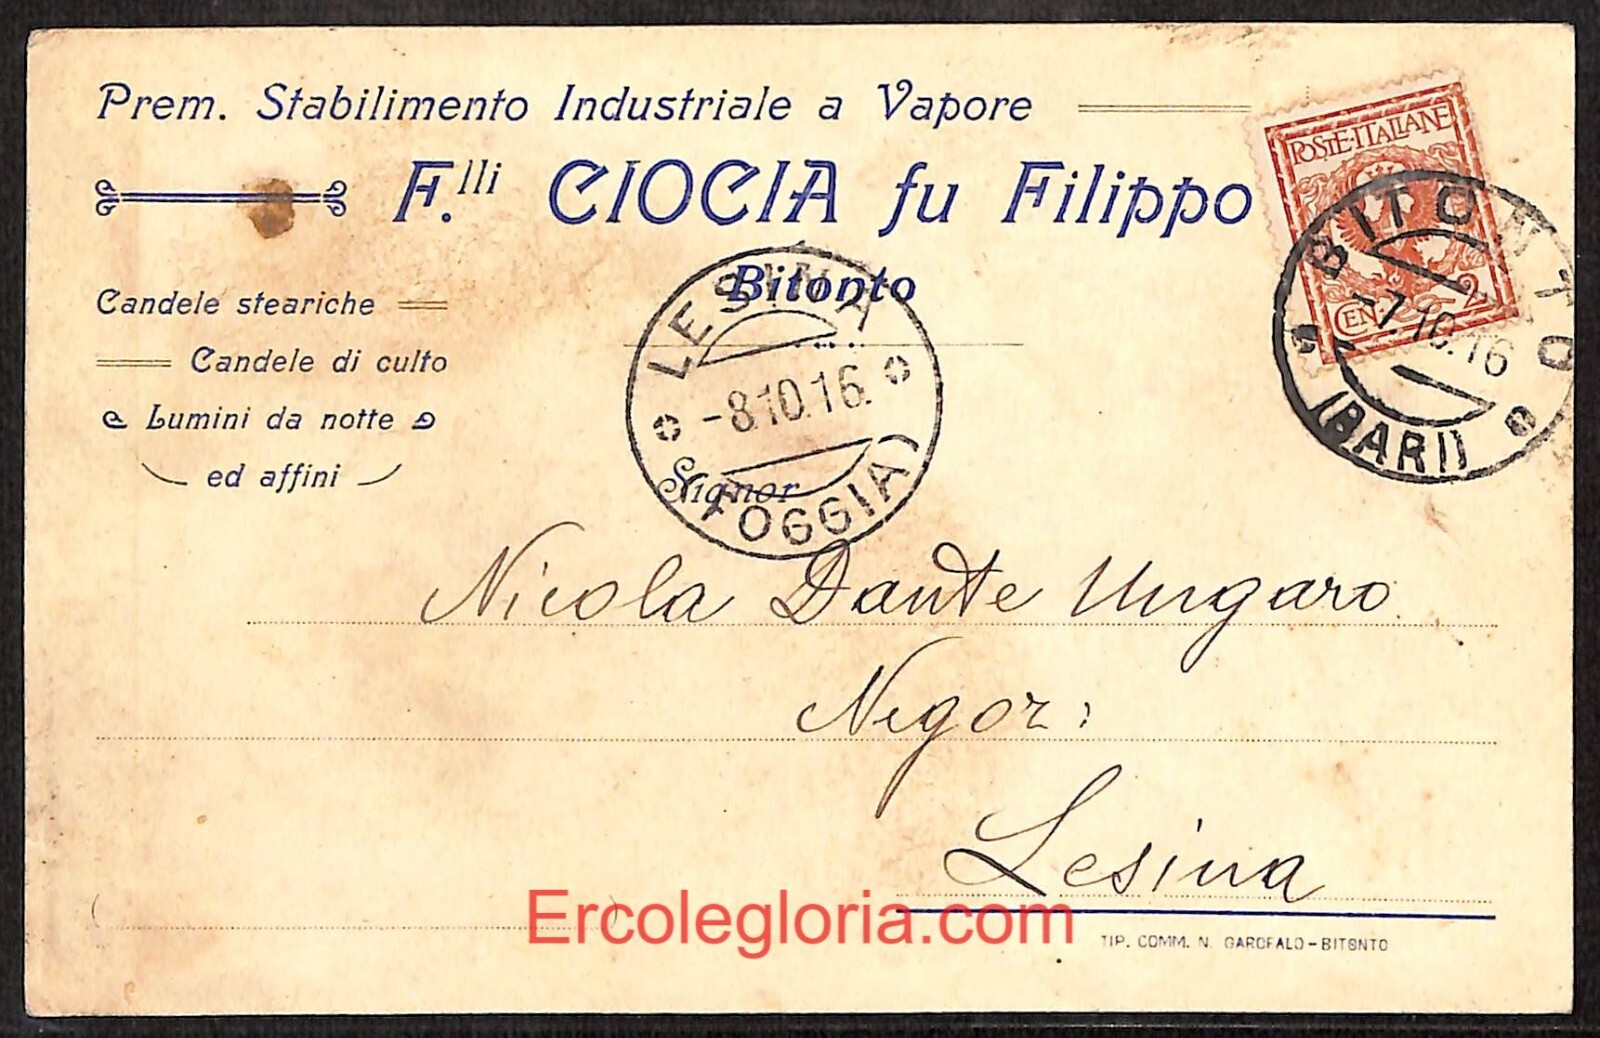 Prem. Stabilimento Industriale a Vapore
F.lli CIOCIA fu Filippo
Bitonto
POSTE·ITALIANE
CEN. 2
BITONTO
-7.10.16
(BARI)
Candele steariche
Candele di culto
Lumini da notte
ed affini
LESINA
-8.10.16.
(FOGGIA)
Signor
Nicola Dante Ungaro
Negoz:
Lesina
Ercolegloria.com
TIP. COMM. N. GAROFALO-BITONTO